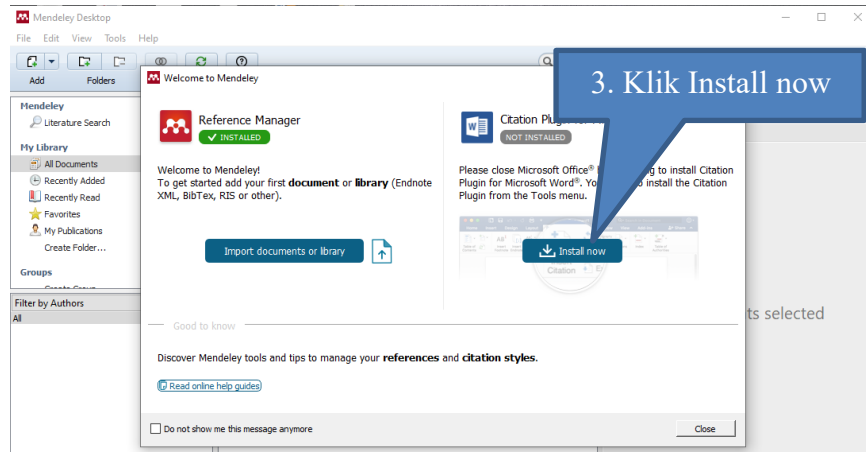 Mendeley Desktop
File Edit View Tools Help
Add Folders
Mendeley
Literature Search
My Library
All Documents
Recently Added
Recently Read
Favorites
My Publications
Create Folder...
Groups
Filter by Authors
All
Welcome to Mendeley
Reference Manager
INSTALLED
Welcome to Mendeley!
To get started add your first document or library (Endnote
XML, BibTex, RIS or other).
Import documents or library
3. Klik Install now
Citation
NOT INSTALLED
Please close Microsoft Office® to install Citation
Plugin for Microsoft Word®. install the Citation
Plugin from the Tools menu.
Install now
Citation
Good to know
Discover Mendeley tools and tips to manage your references and citation styles.
Read online help guides
Do not show me this message anymore
Close
selected